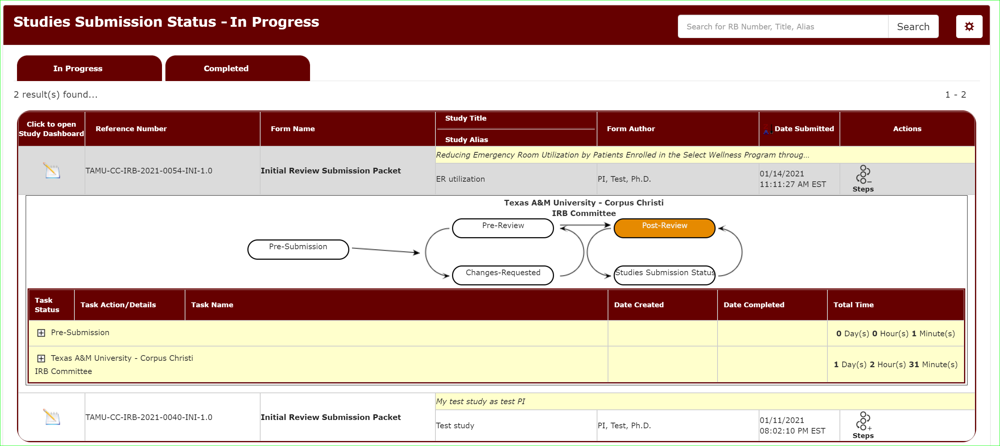 Studies Submission Status - In Progress
Search for RB Number, Title, Alias
Search
In Progress
Completed
2 result(s) found...
1 - 2
Click to open
Study Dashboard
Reference Number
Form Name
Study Title
Study Alias
Form Author
Date Submitted
Actions
TAMU-CC-IRB-2021-0054-INI-1.0
Initial Review Submission Packet
Reducing Emergency Room Utilization by Patients Enrolled in the Select Wellness Program throug...
ER utilization
PI, Test, Ph.D.
01/14/2021
11:11:27 AM EST
Steps
Texas A&M University - Corpus Christi
IRB Committee
Pre-Review
Post-Review
Pre-Submission
Changes-Requested
Studies Submission Status
Task
Status
Task Action/Details
Task Name
Date Created
Date Completed
Total Time
Pre-Submission
0 Day(s) 0 Hour(s) 1 Minute(s)
Texas A&M University - Corpus Christi
IRB Committee
1 Day(s) 2 Hour(s) 31 Minute(s)
TAMU-CC-IRB-2021-0040-INI-1.0
Initial Review Submission Packet
My test study as test PI
Test study
PI, Test, Ph.D.
01/11/2021
08:02:10 PM EST
Steps